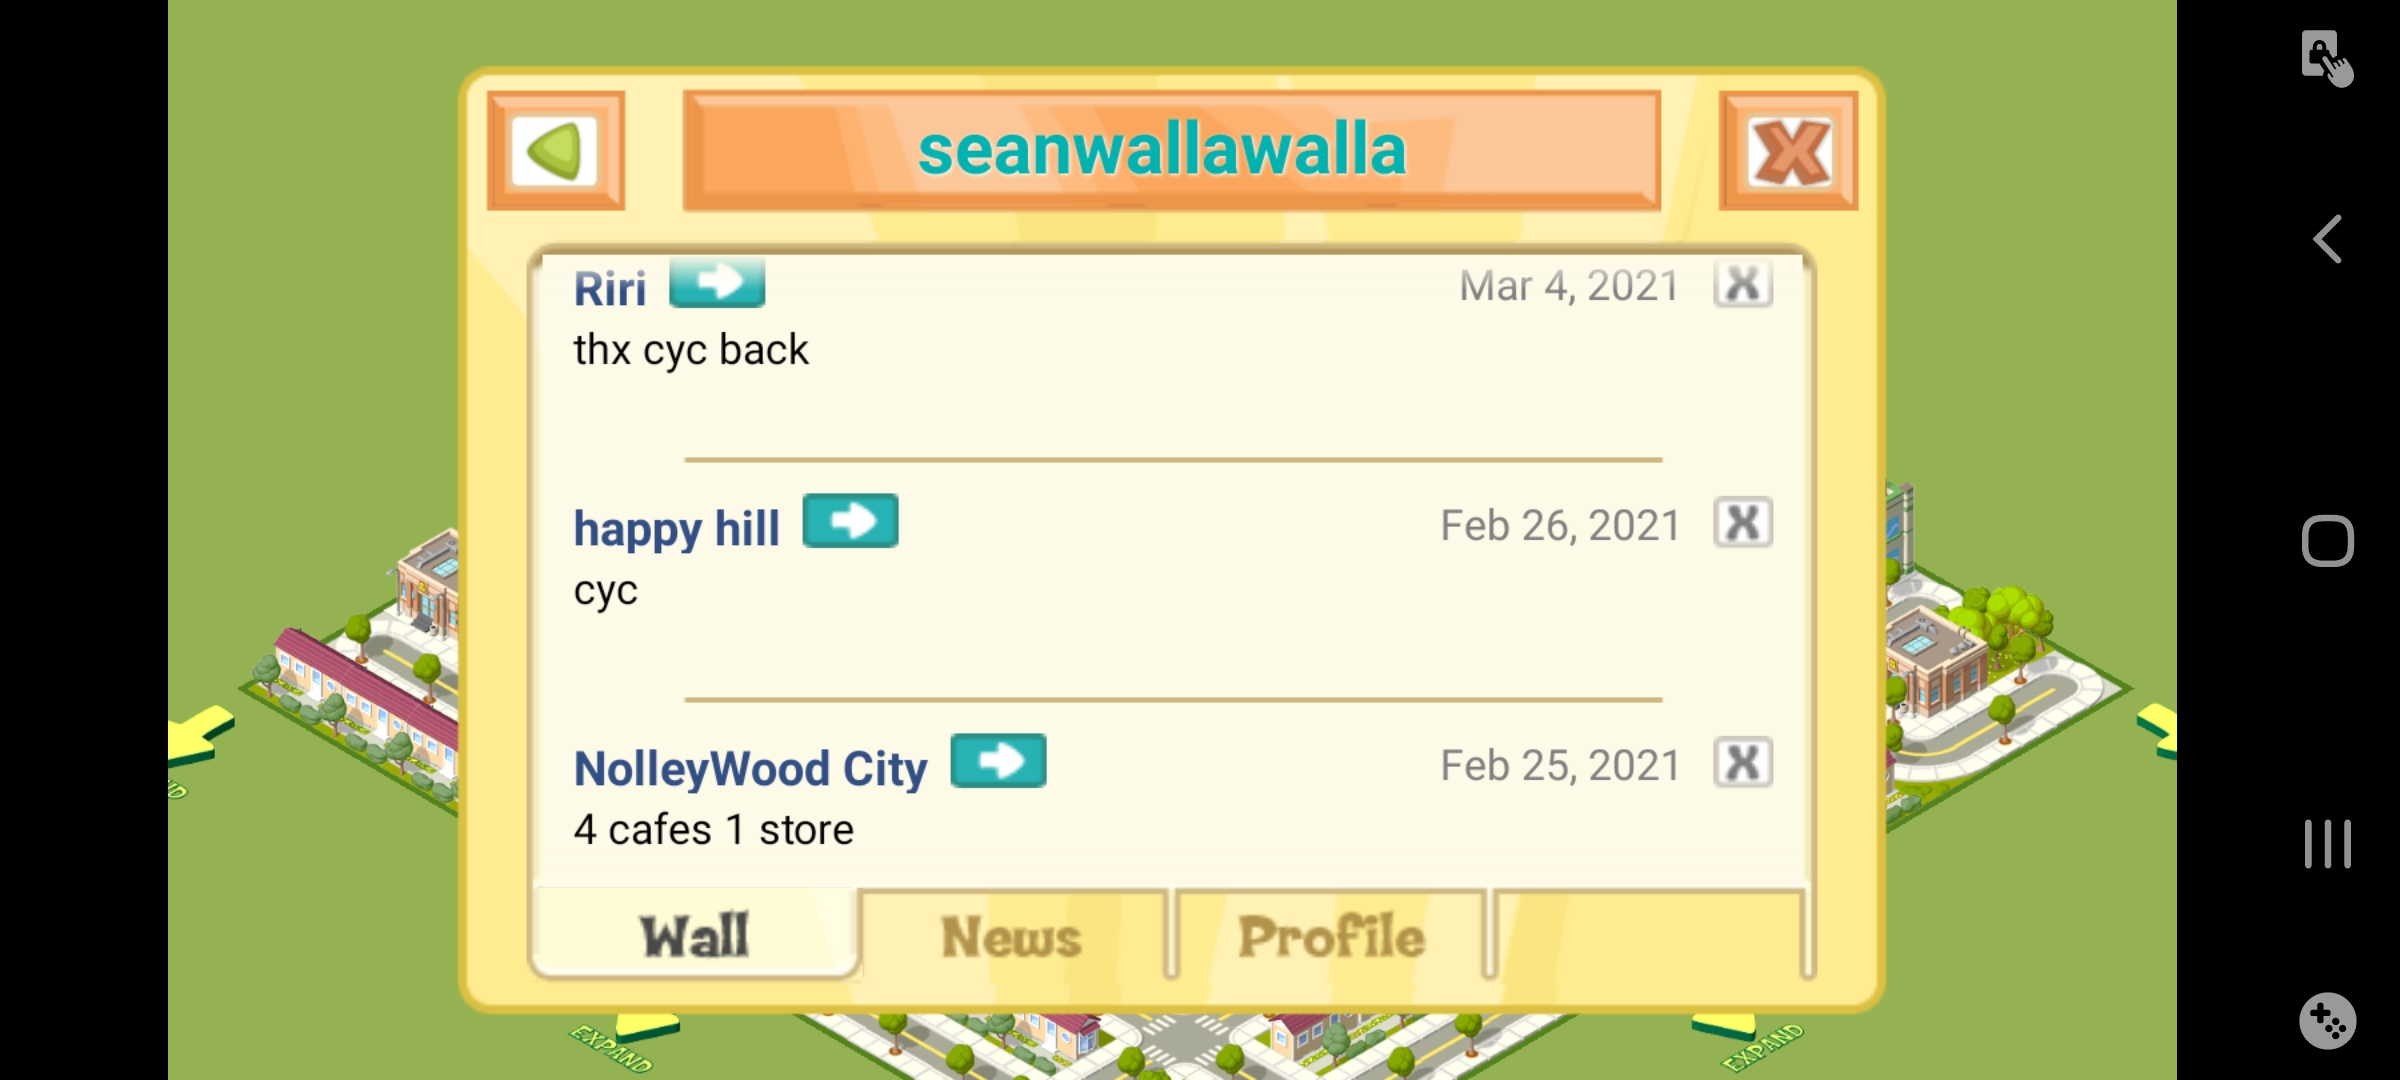 seanwallawalla
Riri
Mar 4, 2021
thx cyc back
happy hill
Feb 26, 2021
cyc
NolleyWood City
Feb 25, 2021
4 cafes 1 store
Wall
News
Profile
EXPAND
EXPAND